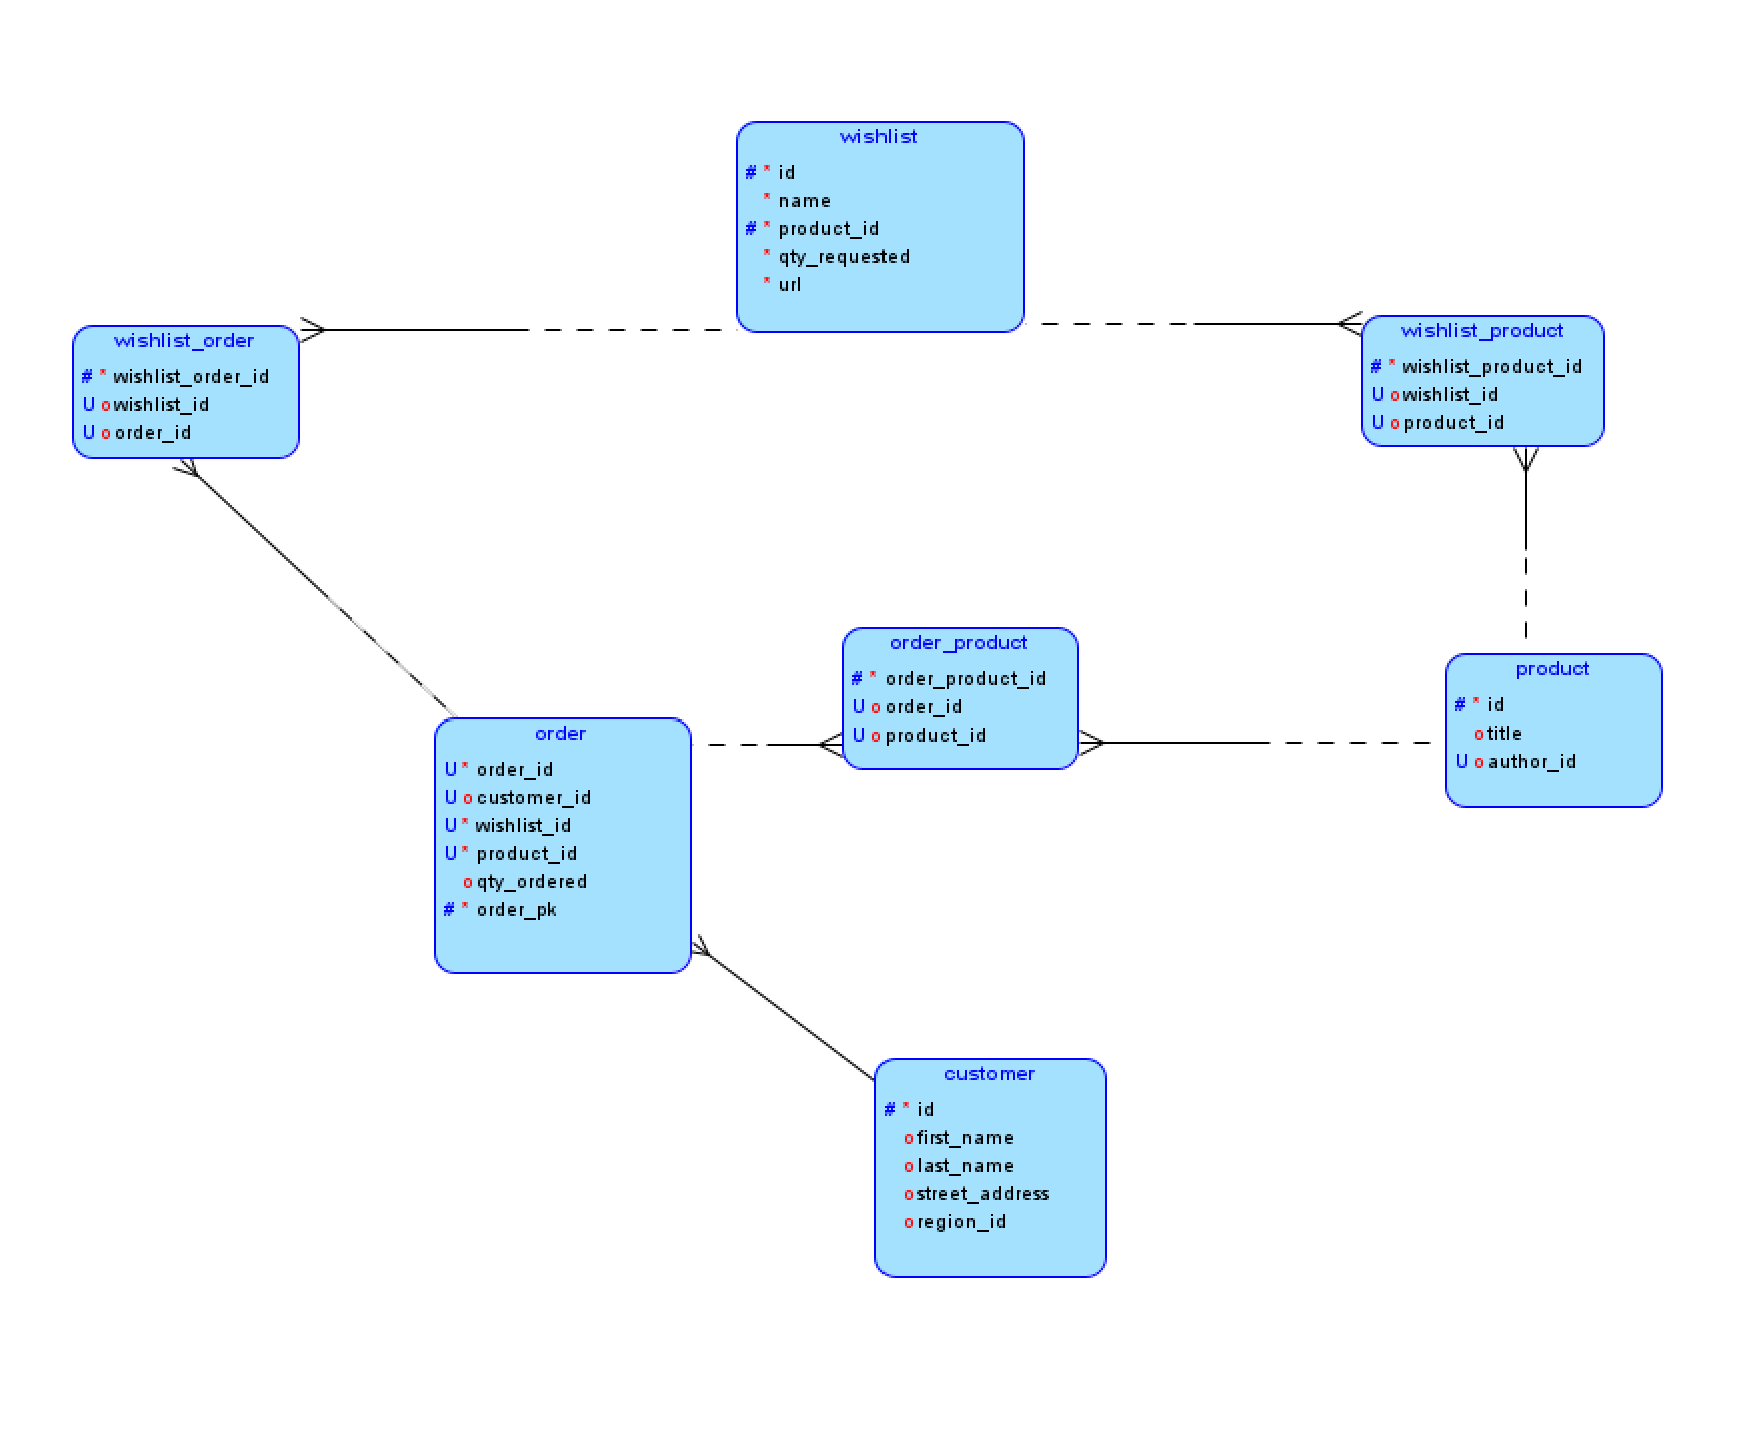 wishlist
# * id
* name
# * product_id
* qty_requested
* url
wishlist_order
# * wishlist_order_id
U o wishlist_id
U o order_id
wishlist_product
# * wishlist_product_id
U o wishlist_id
U o product_id
order_product
# * order_product_id
U o order_id
U o product_id
product
# * id
o title
U o author_id
order
U * order_id
U o customer_id
U * wishlist_id
U * product_id
o qty_ordered
# * order_pk
customer
# * id
o first_name
o last_name
o street_address
o region_id